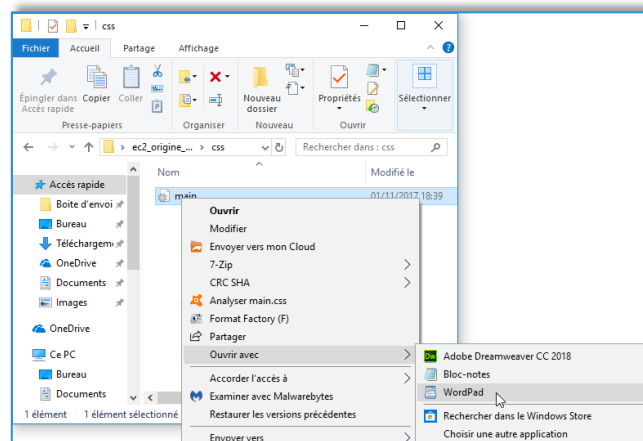 css
Fichier Accueil Partage Affichage
Épingler dans Accès rapide
Copier
Coller
Nouveau dossier
Propriétés
Sélectionner
Presse-papiers Organiser Nouveau Ouvrir
ec2_origine_... > css
Rechercher dans : css
Nom Modifié le
main 01/11/2017 18:39
Accès rapide
Boite d'envoi
Bureau
Téléchargem
OneDrive
Documents
Images
OneDrive
Ce PC
Bureau
Documents
1 élément 1 élément sélectionné
Ouvrir
Modifier
Envoyer vers mon Cloud
7-Zip
CRC SHA
Analyser main.css
Format Factory (F)
Partager
Ouvrir avec
Accorder l'accès à
Examiner avec Malwarebytes
Restaurer les versions précédentes
Envoyer vers
Dw Adobe Dreamweaver CC 2018
Bloc-notes
WordPad
Rechercher dans le Windows Store
Choisir une autre application